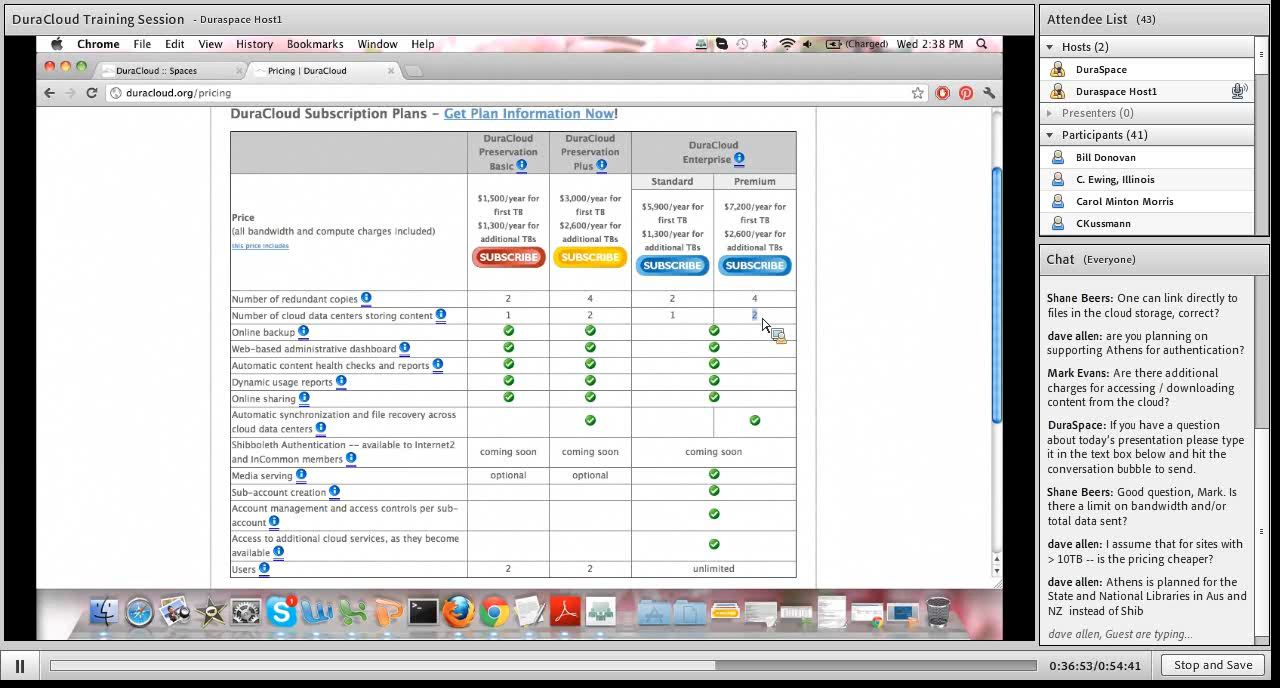 DuraCloud Training Session - Duraspace Host1
Chrome File Edit View History Bookmarks Window Help
(Charged) Wed 2:38 PM
DuraCloud :: Spaces
Pricing | DuraCloud
duracloud.org/pricing
DuraCloud Subscription Plans – Get Plan Information Now!
DuraCloud
Preservation
Basic
DuraCloud
Preservation
Plus
DuraCloud
Enterprise
Standard Premium
Price
(all bandwidth and compute charges included)
this price includes
$1,500/year for
first TB
$1,300/year for
additional TBs
SUBSCRIBE
$3,000/year for
first TB
$2,600/year for
additional TBs
SUBSCRIBE
$5,900/year for
first TB
$1,300/year for
additional TBs
SUBSCRIBE
$7,200/year for
first TB
$2,600/year for
additional TBs
SUBSCRIBE
Number of redundant copies 2 4 2 4
Number of cloud data centers storing content 1 2 1 2
Online backup
Web-based administrative dashboard
Automatic content health checks and reports
Dynamic usage reports
Online sharing
Automatic synchronization and file recovery across
cloud data centers
Shibboleth Authentication -- available to Internet2
and InCommon members
coming soon coming soon coming soon
Media serving optional optional
Sub-account creation
Account management and access controls per sub-
account
Access to additional cloud services, as they become
available
Users 2 2 unlimited
Attendee List (43)
Hosts (2)
DuraSpace
Duraspace Host1
Presenters (0)
Participants (41)
Bill Donovan
C. Ewing, Illinois
Carol Minton Morris
CKussmann
Chat (Everyone)
Shane Beers: One can link directly to
files in the cloud storage, correct?
dave allen: are you planning on
supporting Athens for authentication?
Mark Evans: Are there additional
charges for accessing / downloading
content from the cloud?
DuraSpace: If you have a question
about today's presentation please type
it in the text box below and hit the
conversation bubble to send.
Shane Beers: Good question, Mark. Is
there a limit on bandwidth and/or
total data sent?
dave allen: I assume that for sites with
> 10TB -- is the pricing cheaper?
dave allen: Athens is planned for the
State and National Libraries in Aus and
NZ instead of Shib
dave allen, Guest are typing...
0:36:53/0:54:41
Stop and Save